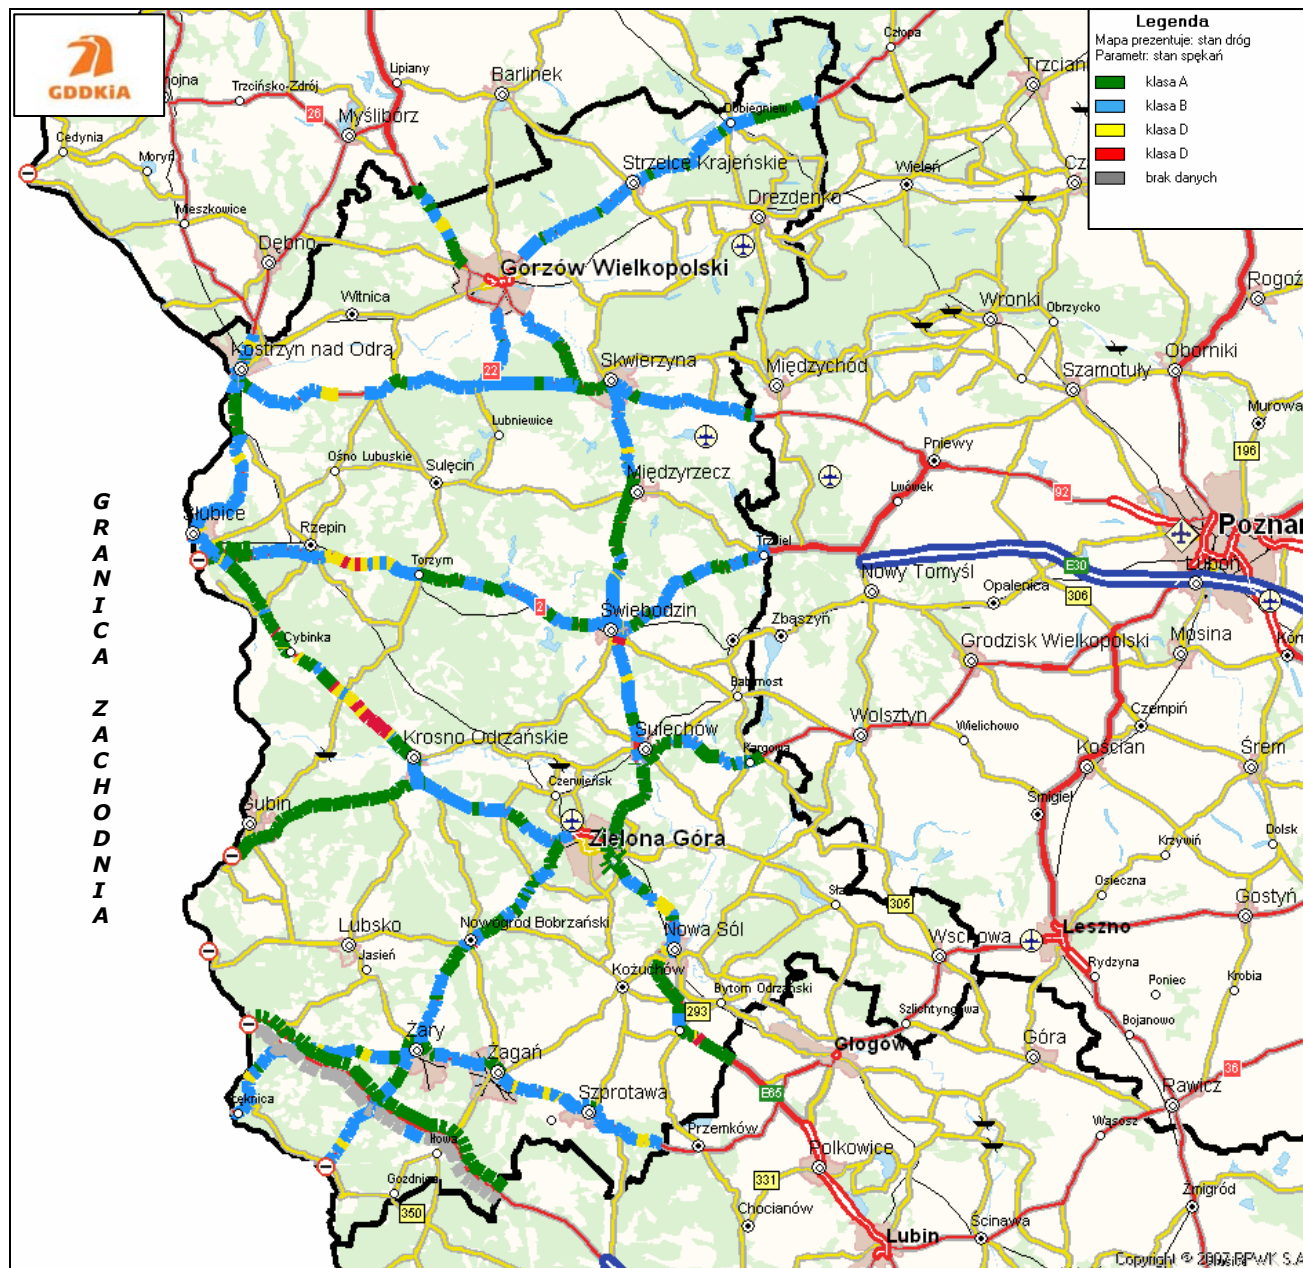 GDDKiA
Legenda
Mapa prezentuje: stan dróg
Parametr: stan spękań
klasa A
klasa B
klasa D
klasa D
brak danych
Człopa
Lipiany
Barlinek
Trzcińsko-Zdrój
26
Myślibórz
Cedynia
Moryń
Dobiegniew
Strzelce Krajeńskie
Wieleń
Mieszkowice
Drezdenko
Dębno
Gorzów Wielkopolski
Witnica
Wronki
Obrzycko
Kostrzyn nad Odrą
Skwierzyna
22
Międzychód
Oborniki
Szamotuły
Lubniewice
Murowa
Pniewy
196
Ośno Lubuskie
Sulęcin
Międzyrzecz
Lwówek
92
GRANICA ZACHODNIA
Słubice
Rzepin
Poznań
Torzym
Trzciel
E30
Nowy Tomyśl
Opalenica
306
Luboń
2
Świebodzin
Zbąszyń
Cybinka
Grodzisk Wielkopolski
Mosina
Babimost
Wolsztyn
Wielichowo
Czempiń
Krosno Odrzańskie
Sulechów
Kargowa
Kościan
Śrem
Czerwieńsk
Gubin
Śmigiel
Zielona Góra
Dolsk
Krzywiń
Osieczna
305
Gostyń
Nowogród Bobrzański
Lubsko
Nowa Sól
Wschowa
Leszno
Jasień
Kożuchów
Rydzyna
Poniec
Krobia
Bytom Odrzański
293
Szlichtyngowa
Bojanowo
Żary
Żagań
Głogów
Góra
36
E65
Szprotawa
Rawicz
Łęknica
Iłowa
Przemków
Wąsosz
Polkowice
331
Gozdnica
Żmigród
350
Chocianów
Lubin
Ścinawa